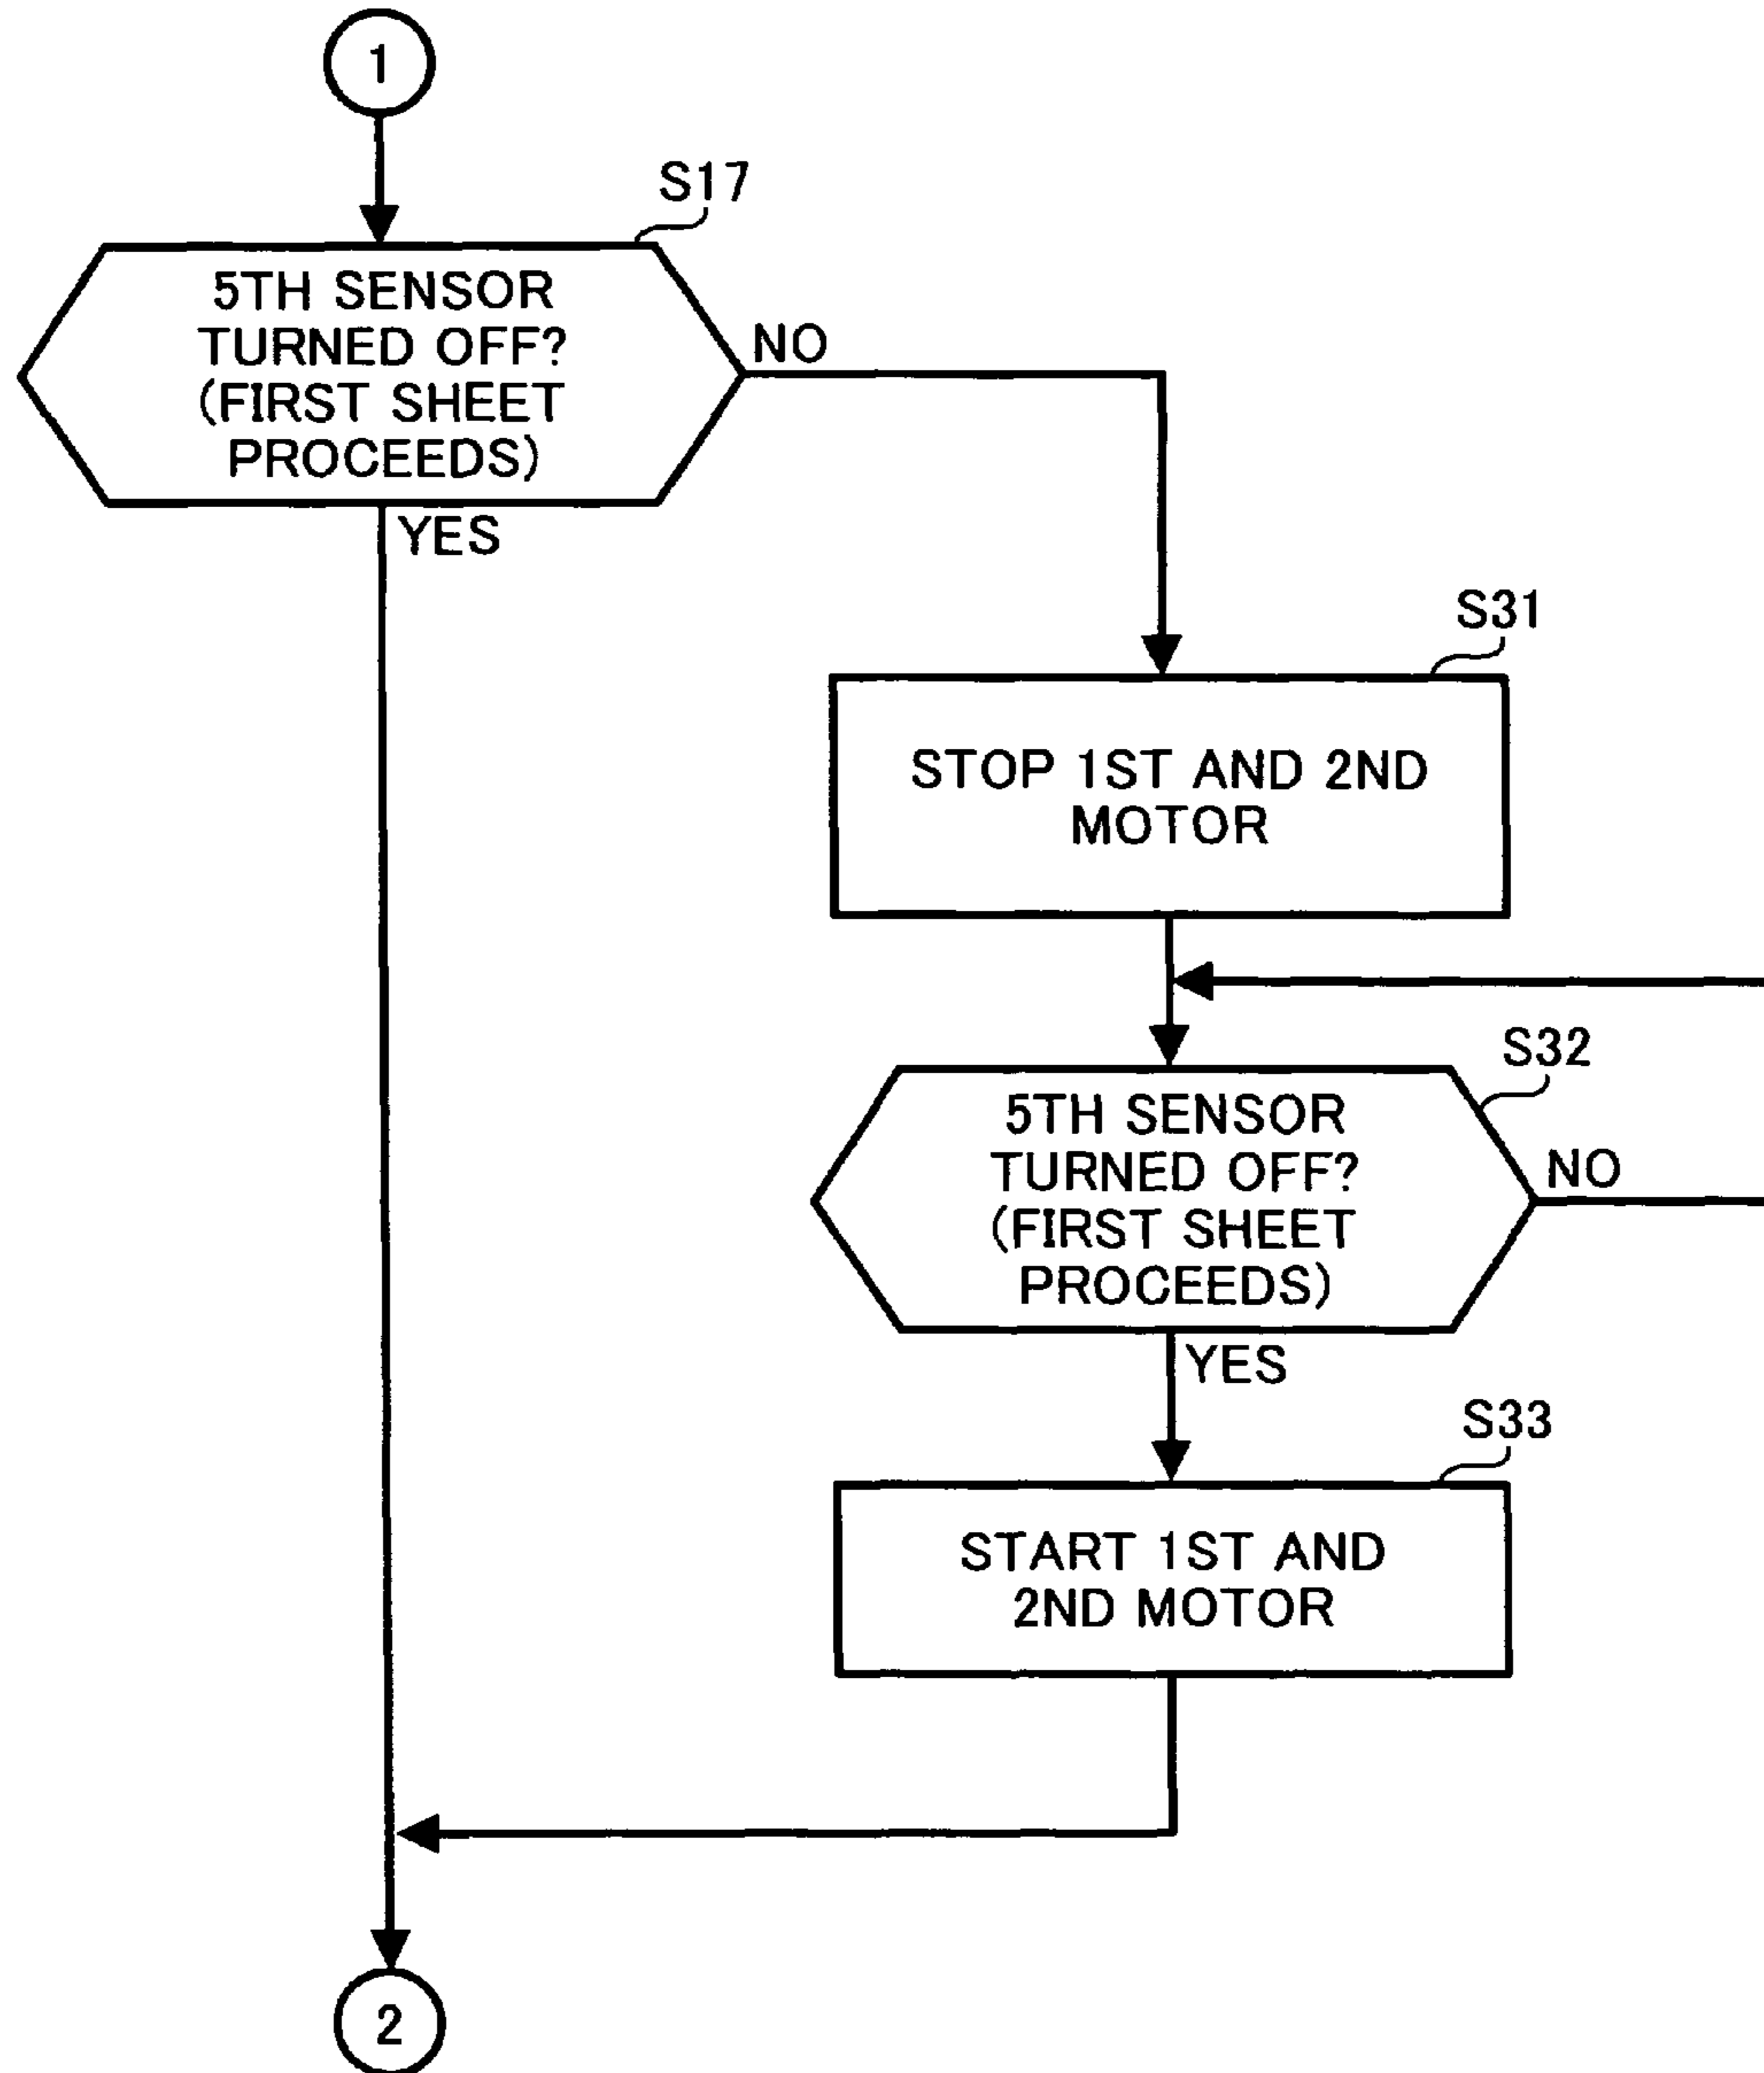 1
S17
5TH SENSOR
TURNED OFF?
(FIRST SHEET
PROCEEDS)
NO
YES
S31
STOP 1ST AND 2ND
MOTOR
S32
5TH SENSOR
TURNED OFF?
(FIRST SHEET
PROCEEDS)
NO
YES
S33
START 1ST AND
2ND MOTOR
2